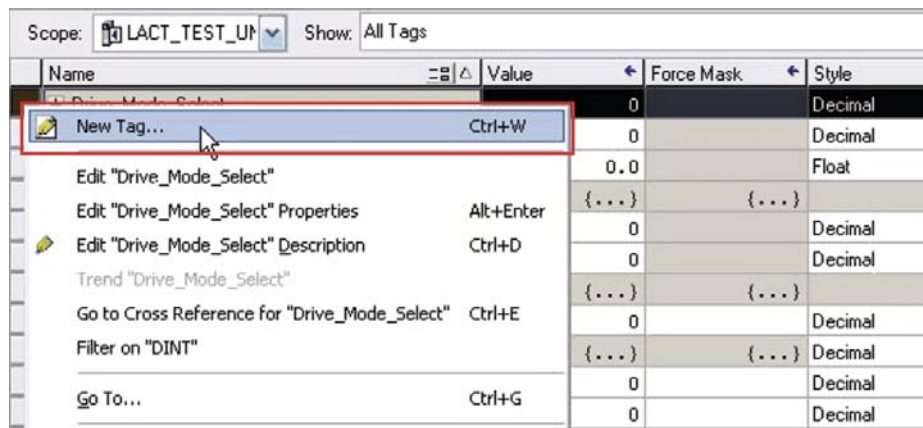 Scope: LACT_TEST_UN Show: All Tags
Name Value Force Mask Style
Drive_Mode_Select 0 Decimal
New Tag... Ctrl+W 0 Decimal
0.0 Float
Edit "Drive_Mode_Select"
{...} {...}
Edit "Drive_Mode_Select" Properties Alt+Enter
0 Decimal
Edit "Drive_Mode_Select" Description Ctrl+D
0 Decimal
Trend "Drive_Mode_Select"
{...} {...}
Go to Cross Reference for "Drive_Mode_Select" Ctrl+E
0 Decimal
Filter on "DINT"
{...} {...} Decimal
0 Decimal
Go To... Ctrl+G
0 Decimal